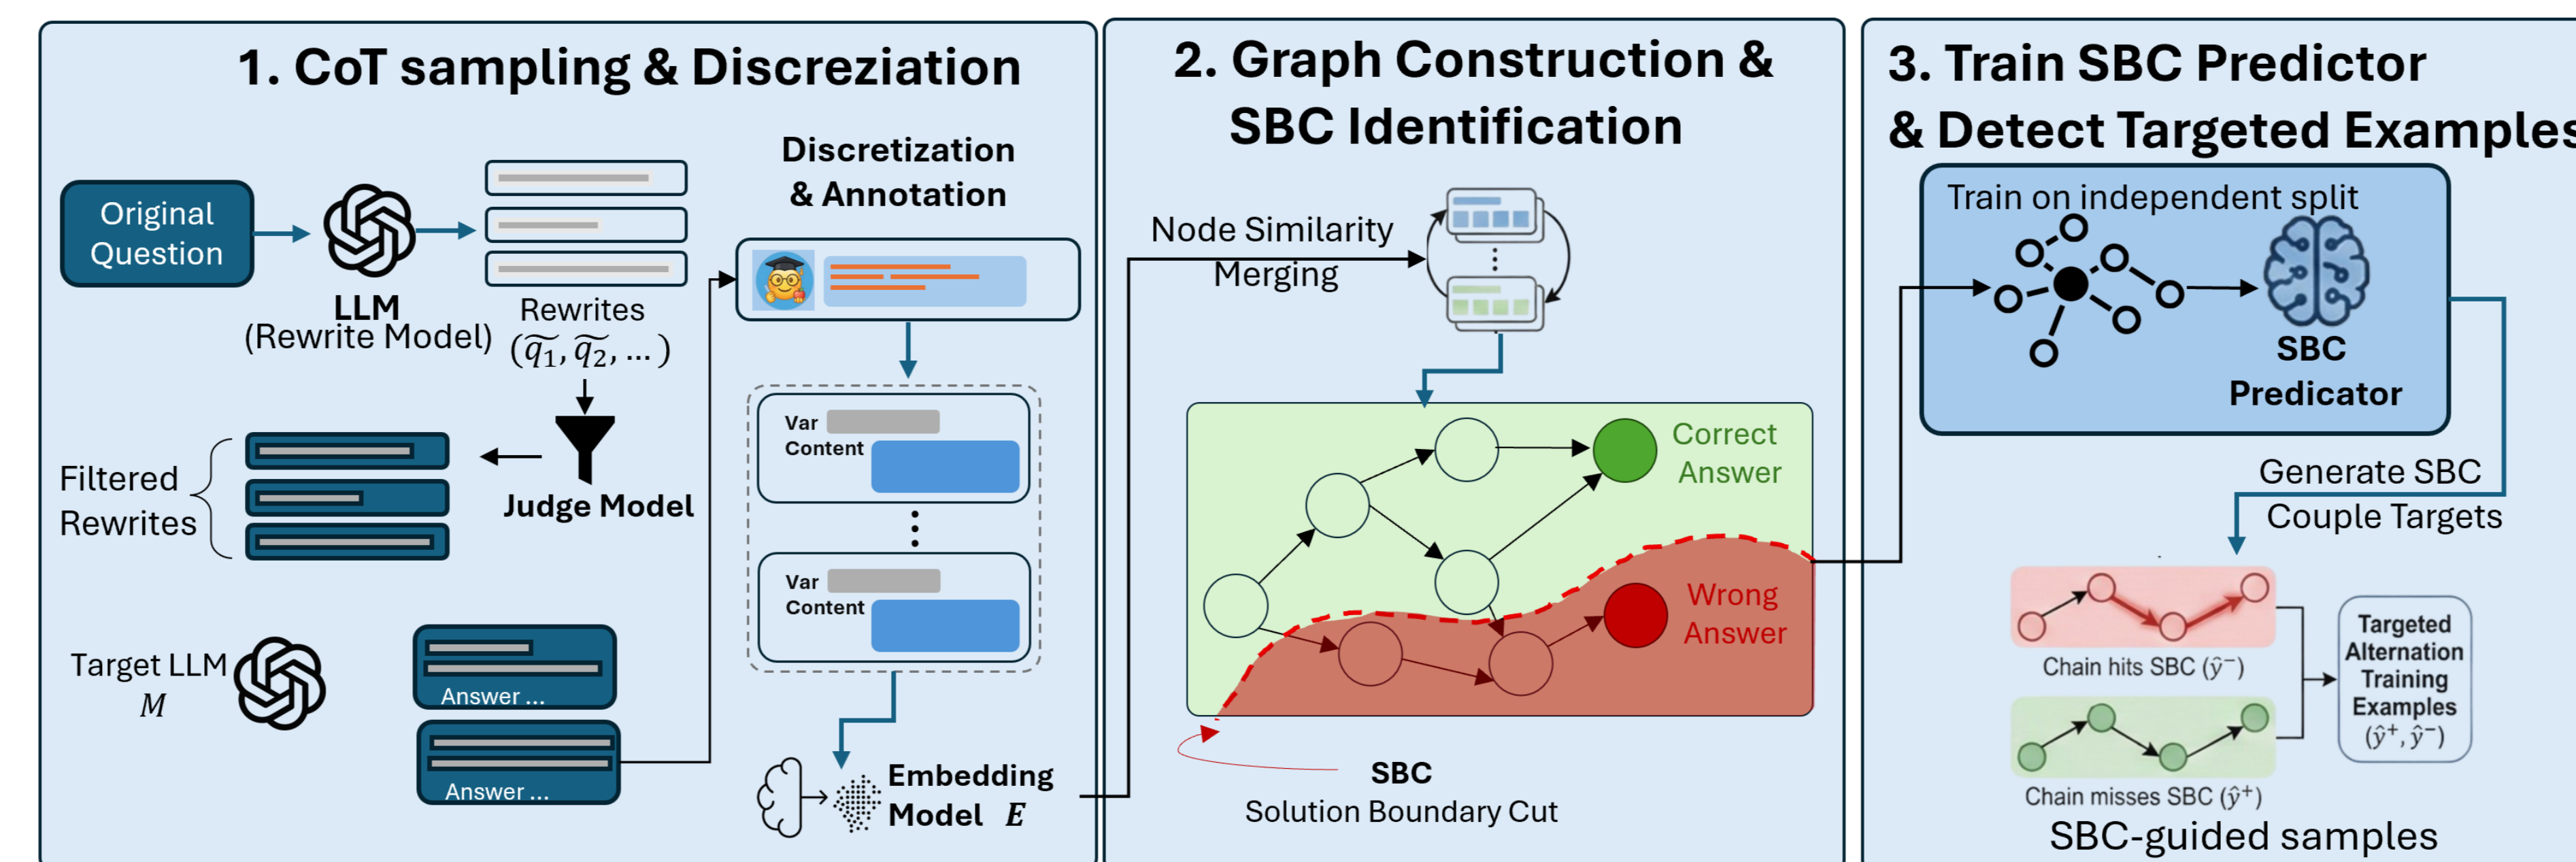 1. CoT sampling & Discreziation
Original
Question
LLM
(Rewrite Model)
Rewrites
(q̃₁, q̃₂, ... )
Judge Model
Filtered
Rewrites
Target LLM
M
Answer ...
Answer ...
Discretization
& Annotation
Var
Content
Var
Content
Embedding
Model E
2. Graph Construction &
SBC Identification
Node Similarity
Merging
Correct
Answer
Wrong
Answer
SBC
Solution Boundary Cut
3. Train SBC Predictor
& Detect Targeted Examples
Train on independent split
SBC
Predicator
Generate SBC
Couple Targets
Chain hits SBC (ŷ⁻)
Chain misses SBC (ŷ⁺)
Targeted
Alternation
Training
Examples
(ŷ⁺, ŷ⁻)
SBC-guided samples